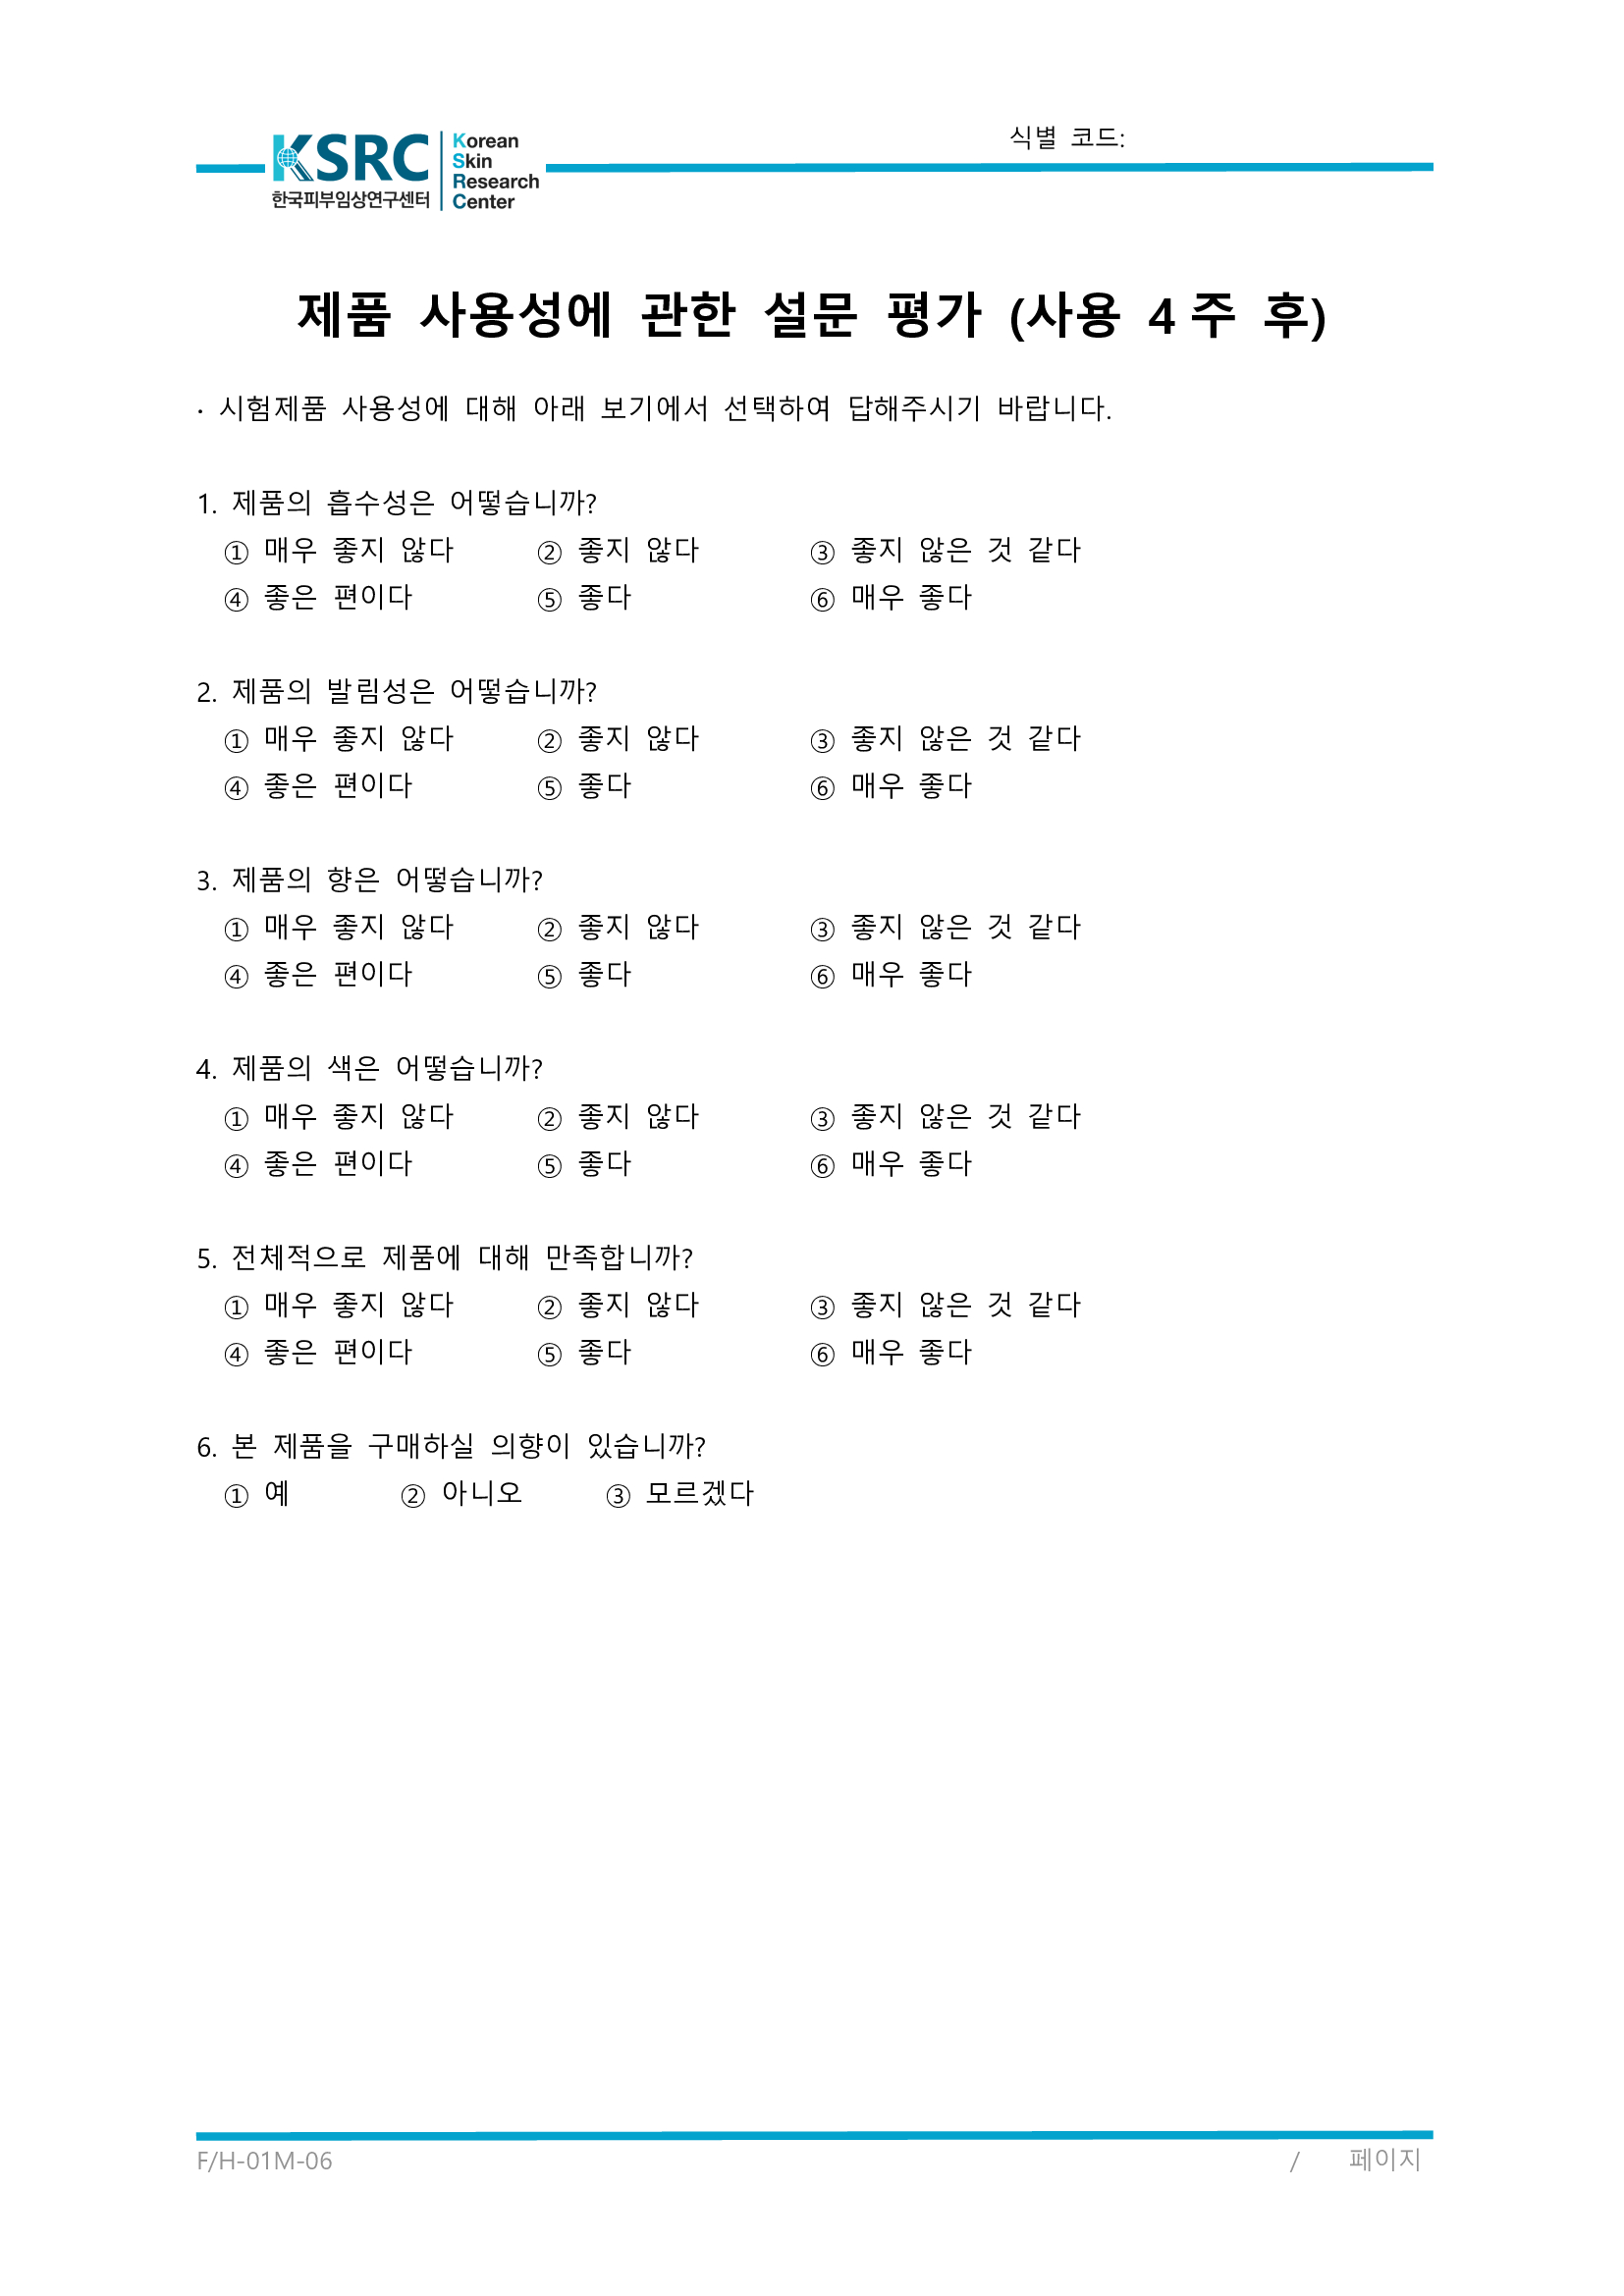 식별 코드:
KSRC
한국피부임상연구센터
Korean
Skin
Research
Center
제품 사용성에 관한 설문 평가 (사용 4주 후)
· 시험제품 사용성에 대해 아래 보기에서 선택하여 답해주시기 바랍니다.
1. 제품의 흡수성은 어떻습니까?
① 매우 좋지 않다 ② 좋지 않다 ③ 좋지 않은 것 같다
④ 좋은 편이다 ⑤ 좋다 ⑥ 매우 좋다
2. 제품의 발림성은 어떻습니까?
① 매우 좋지 않다 ② 좋지 않다 ③ 좋지 않은 것 같다
④ 좋은 편이다 ⑤ 좋다 ⑥ 매우 좋다
3. 제품의 향은 어떻습니까?
① 매우 좋지 않다 ② 좋지 않다 ③ 좋지 않은 것 같다
④ 좋은 편이다 ⑤ 좋다 ⑥ 매우 좋다
4. 제품의 색은 어떻습니까?
① 매우 좋지 않다 ② 좋지 않다 ③ 좋지 않은 것 같다
④ 좋은 편이다 ⑤ 좋다 ⑥ 매우 좋다
5. 전체적으로 제품에 대해 만족합니까?
① 매우 좋지 않다 ② 좋지 않다 ③ 좋지 않은 것 같다
④ 좋은 편이다 ⑤ 좋다 ⑥ 매우 좋다
6. 본 제품을 구매하실 의향이 있습니까?
① 예 ② 아니오 ③ 모르겠다
F/H-01M-06 / 페이지